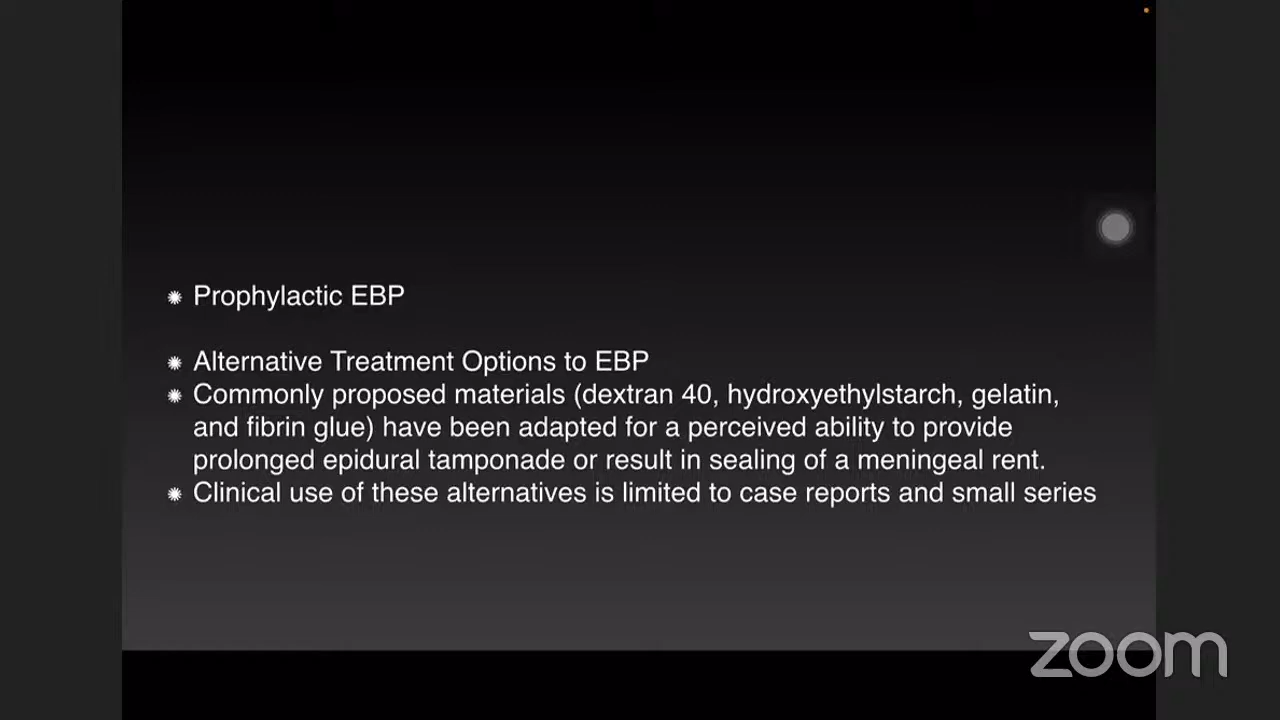 Prophylactic EBP
Alternative Treatment Options to EBP
Commonly proposed materials (dextran 40, hydroxyethylstarch, gelatin,
and fibrin glue) have been adapted for a perceived ability to provide
prolonged epidural tamponade or result in sealing of a meningeal rent.
Clinical use of these alternatives is limited to case reports and small series
zoom